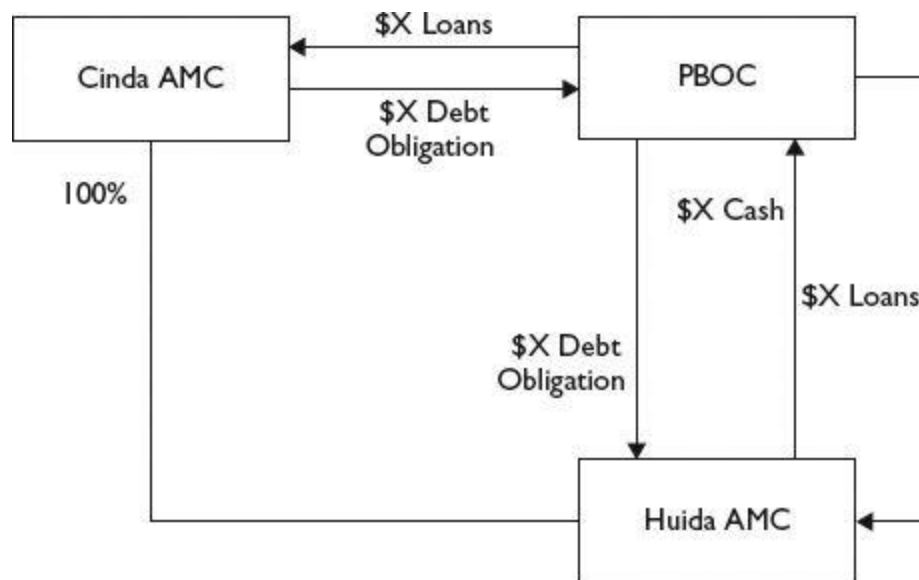 $X Loans
Cinda AMC
PBOC
$X Debt
Obligation
100%
$X Cash
$X Loans
$X Debt
Obligation
Huida AMC